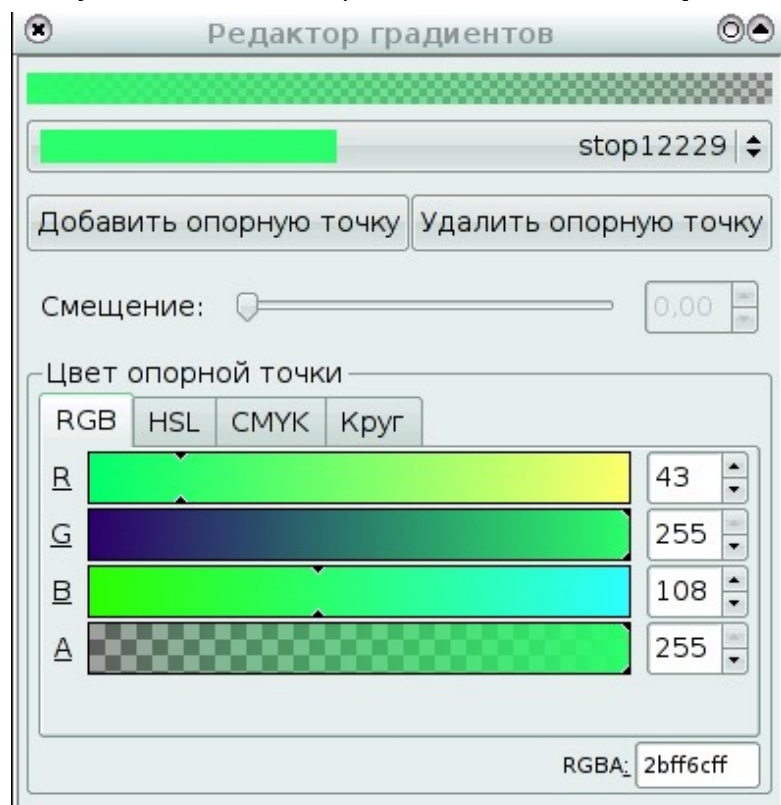 Редактор градиентов
stop12229
Добавить опорную точку Удалить опорную точку
Смещение: 0,00
Цвет опорной точки
RGB HSL CMYK Круг
R 43
G 255
B 108
A 255
RGBA: 2bff6cff